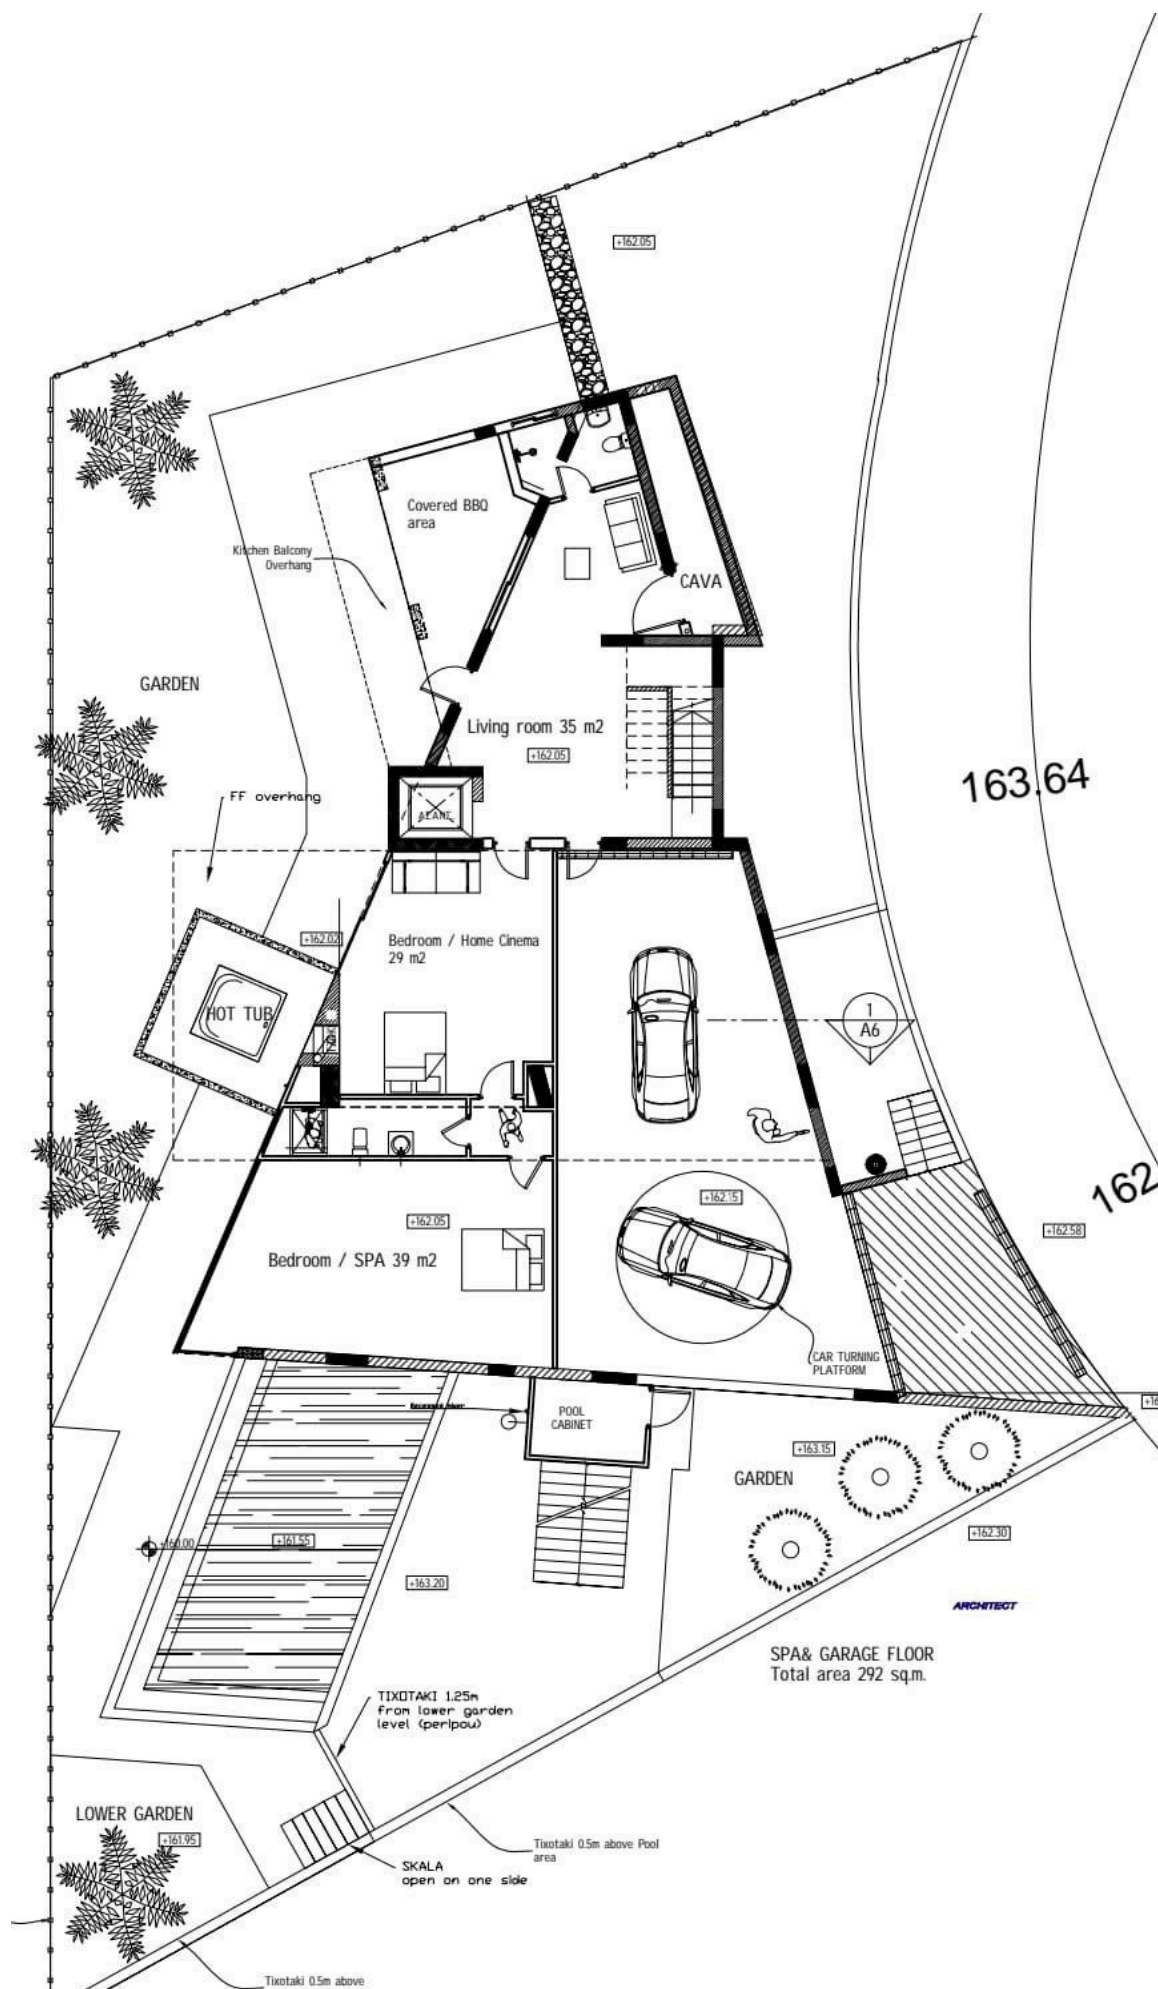 +162.05
Covered BBQ
area
Kitchen Balcony
Overhang
CAVA
GARDEN
Living room 35 m2
+162.05
163.64
FF overhang
+162.02
Bedroom / Home Cinema
29 m2
HOT TUB
1
A6
162
+162.15
+162.05
+162.58
Bedroom / SPA 39 m2
CAR TURNING
PLATFORM
POOL
CABINET
GARDEN
+163.15
+162.30
+160.00
+161.55
+163.20
ARCHITECT
SPA& GARAGE FLOOR
Total area 292 sq.m.
TIXOTAKI 1.25m
from lower garden
level (peripou)
LOWER GARDEN
+161.95
Tixotaki 0.5m above Pool
area
SKALA
open on one side
Tixotaki 0.5m above